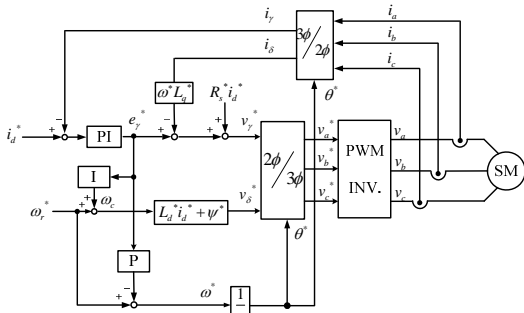 i_γ
i_δ
3ϕ
2ϕ
i_a
i_b
i_c
ω*L_q*
R_s*i_d*
θ*
i_d*
PI
e_γ*
v_γ*
2ϕ
3ϕ
v_a*
v_b*
v_c*
PWM
INV.
v_a
v_b
v_c
SM
I
ω_r*
ω_c
L_d*i_d*+ψ*
v_δ*
θ*
P
ω*
1